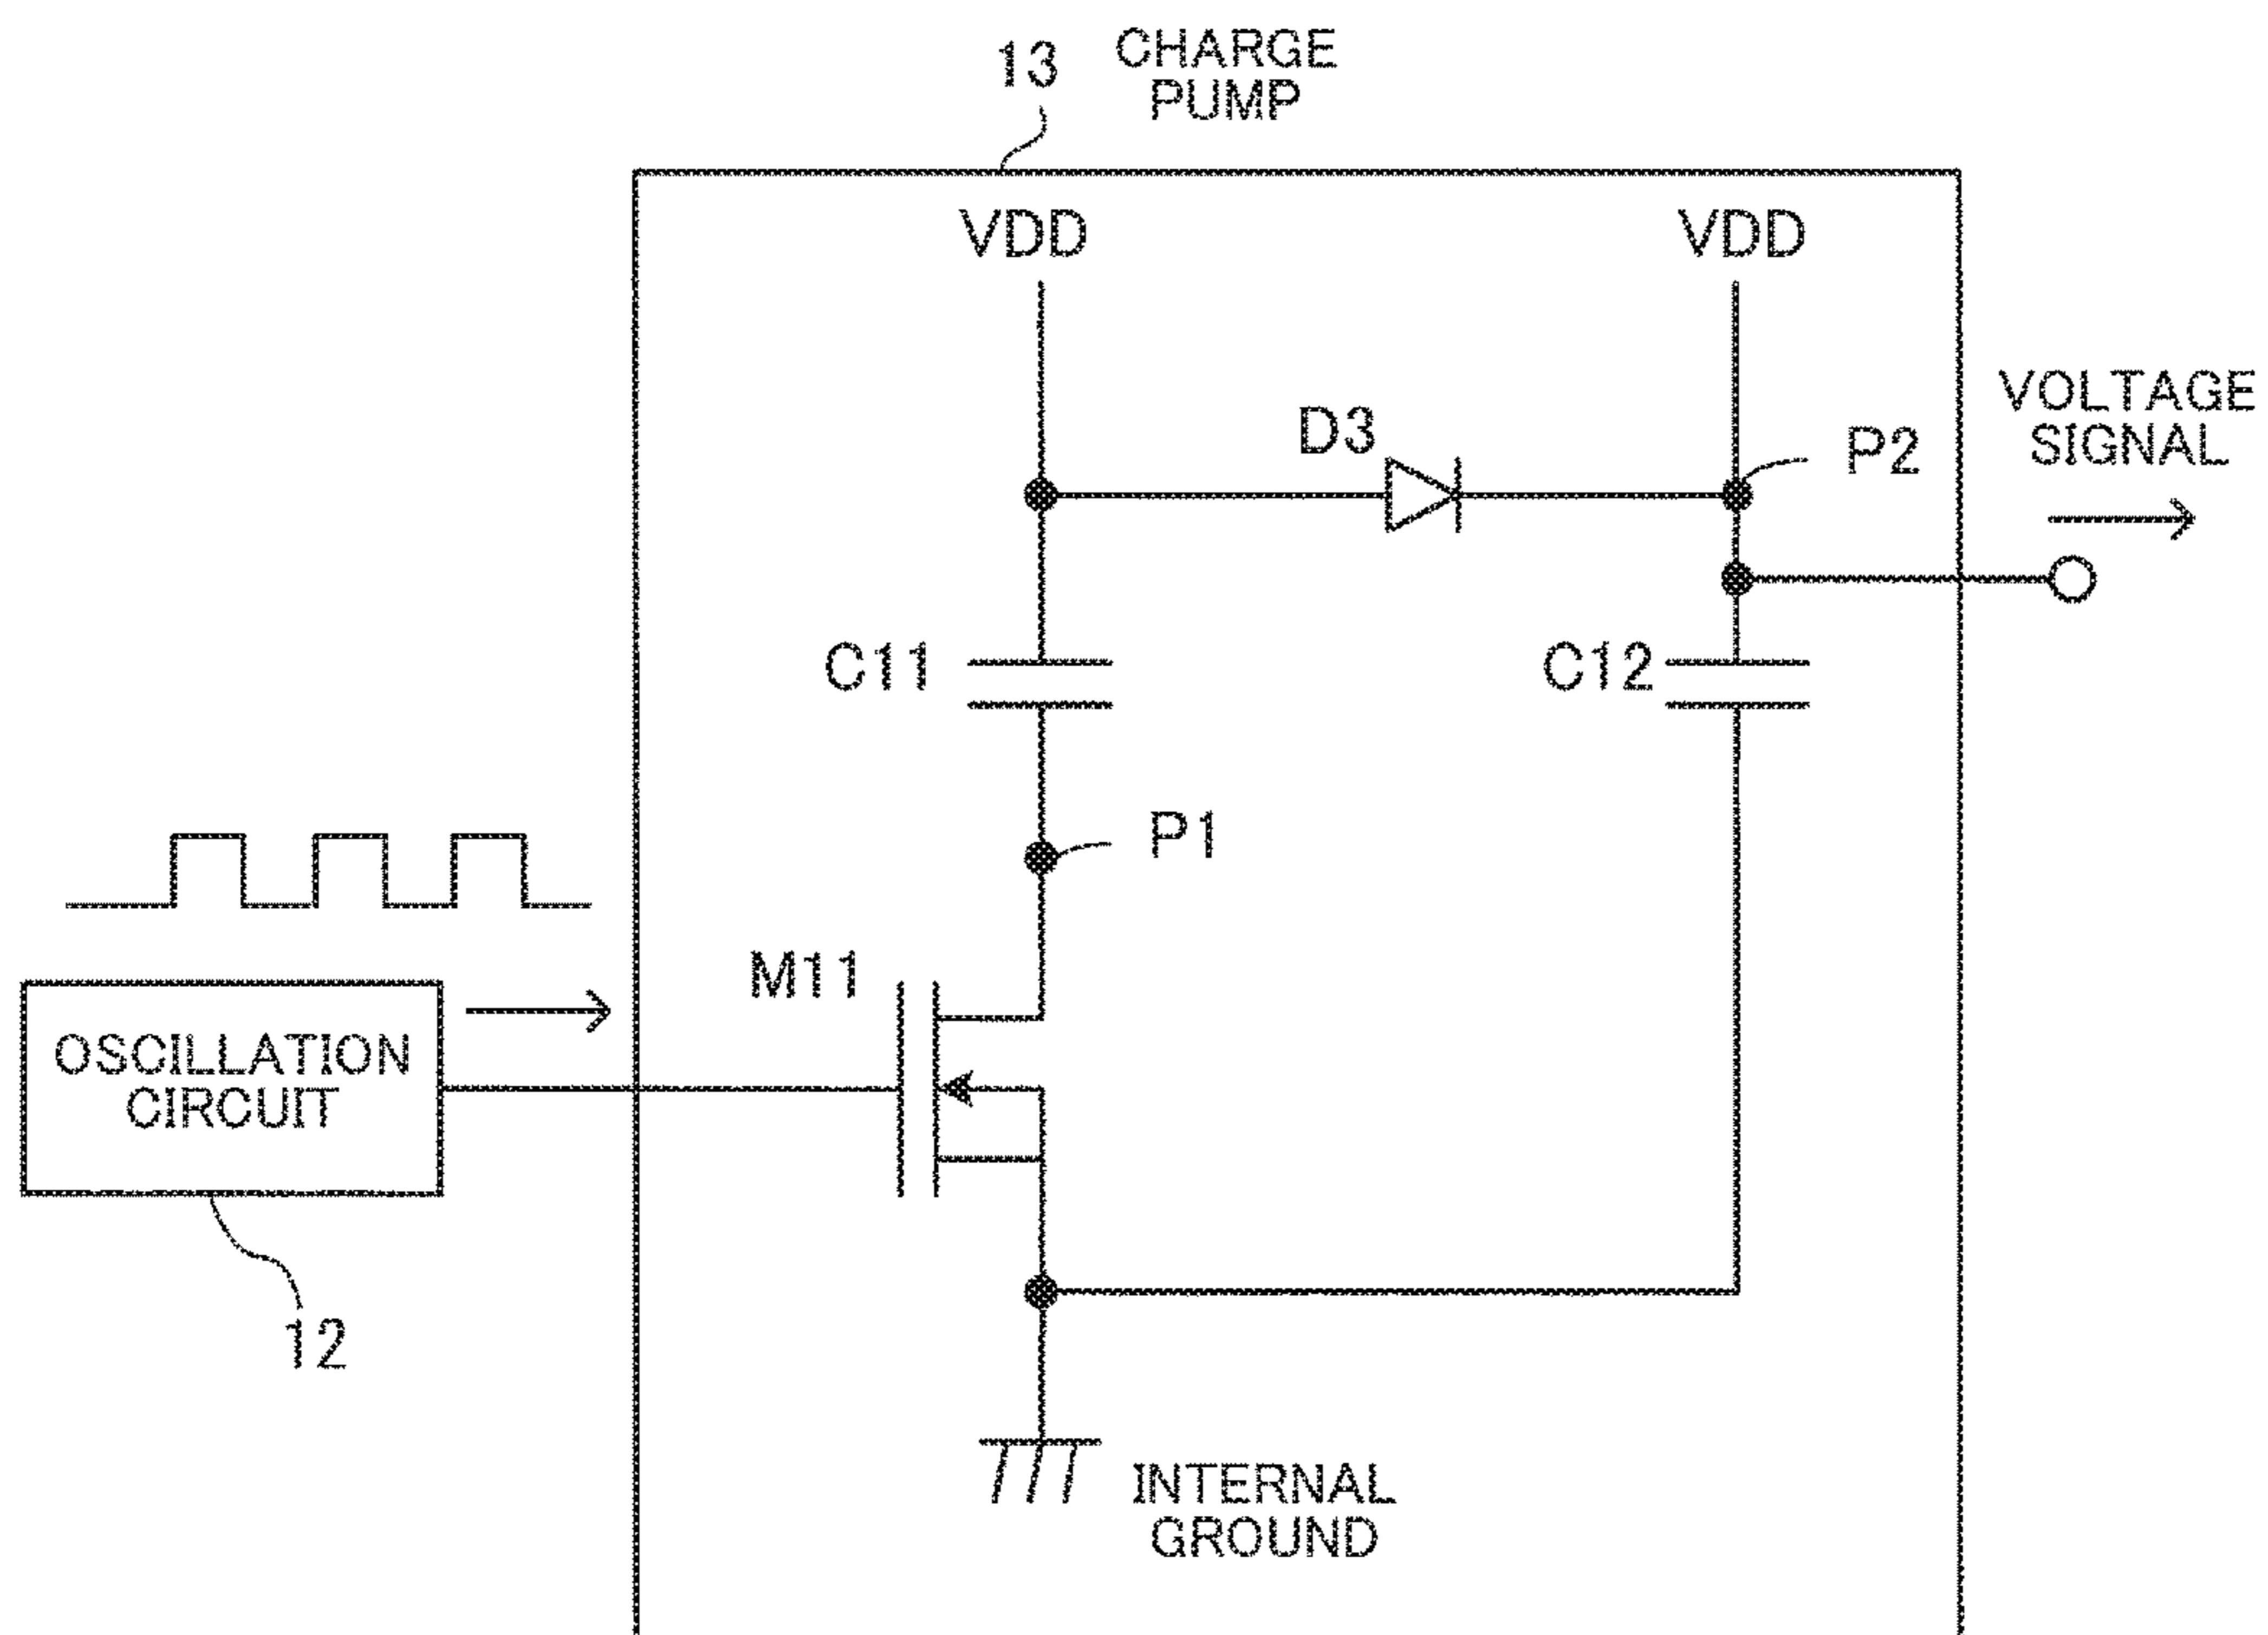 13
CHARGE
PUMP
VDD
VDD
VOLTAGE
SIGNAL
D3
P2
C11
C12
P1
M11
OSCILLATION
CIRCUIT
12
INTERNAL
GROUND